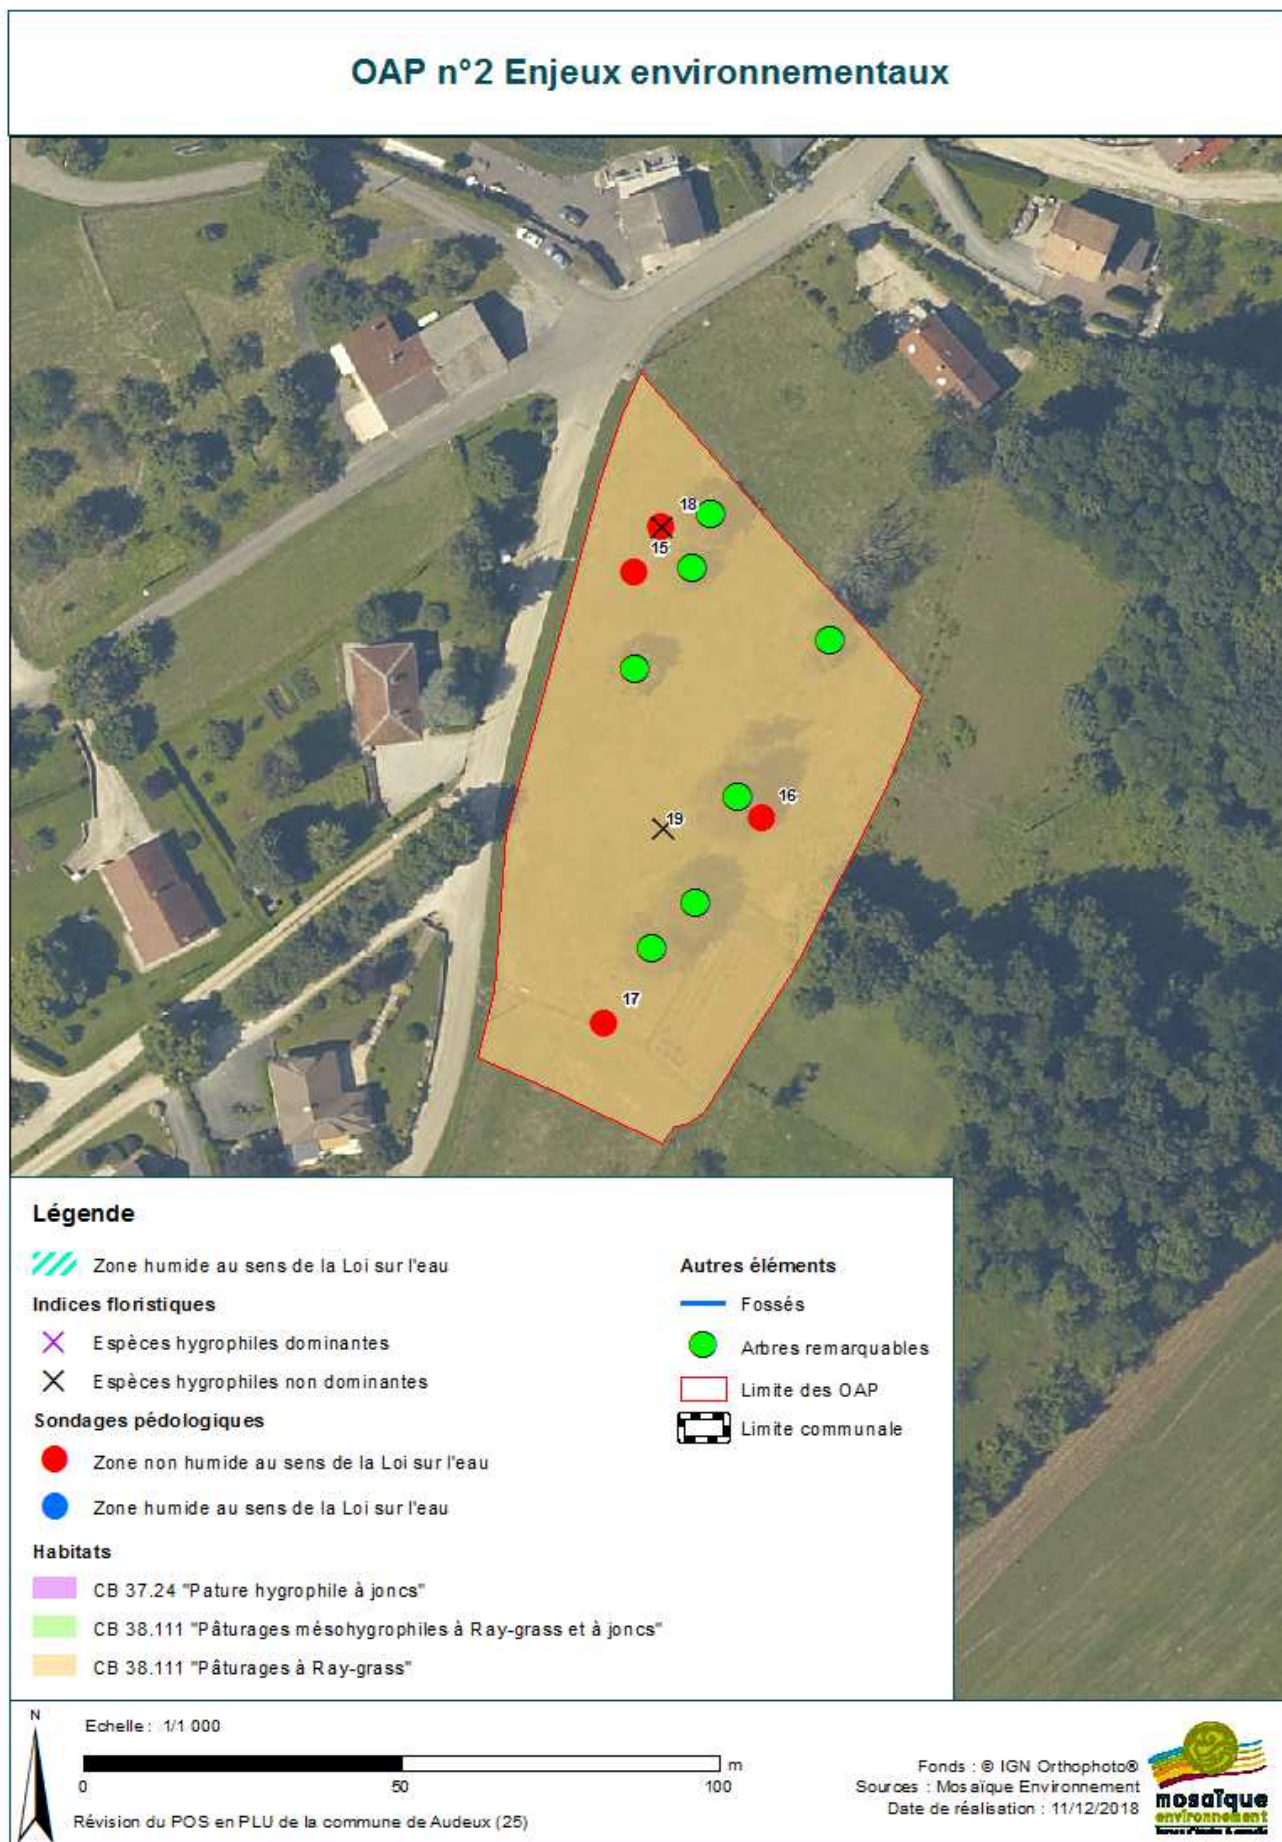 OAP n°2 Enjeux environnementaux
18
15
16
19
17
Légende
Zone humide au sens de la Loi sur l'eau
Indices floristiques
Espèces hygrophiles dominantes
Espèces hygrophiles non dominantes
Sondages pédologiques
Zone non humide au sens de la Loi sur l'eau
Zone humide au sens de la Loi sur l'eau
Habitats
CB 37.24 "Pature hygrophile à joncs"
CB 38.111 "Pâturages mésohygrophiles à Ray-grass et à joncs"
CB 38.111 "Pâturages à Ray-grass"
Autres éléments
Fossés
Arbres remarquables
Limite des OAP
Limite communale
N
Echelle : 1/1 000
m
0 50 100
Révision du POS en PLU de la commune de Audeux (25)
Fonds : © IGN Orthophoto®
Sources : Mosaïque Environnement
Date de réalisation : 11/12/2018
mosaïque
environnement